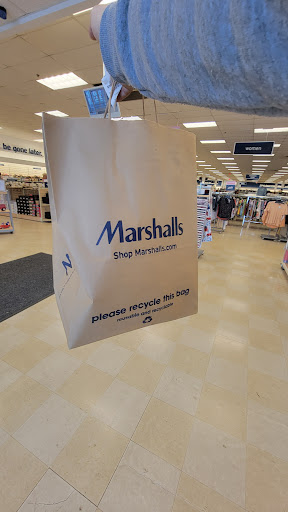 be gone later.
women
Marshalls
Shop Marshalls.com
please recycle this bag
reusable and recyclable